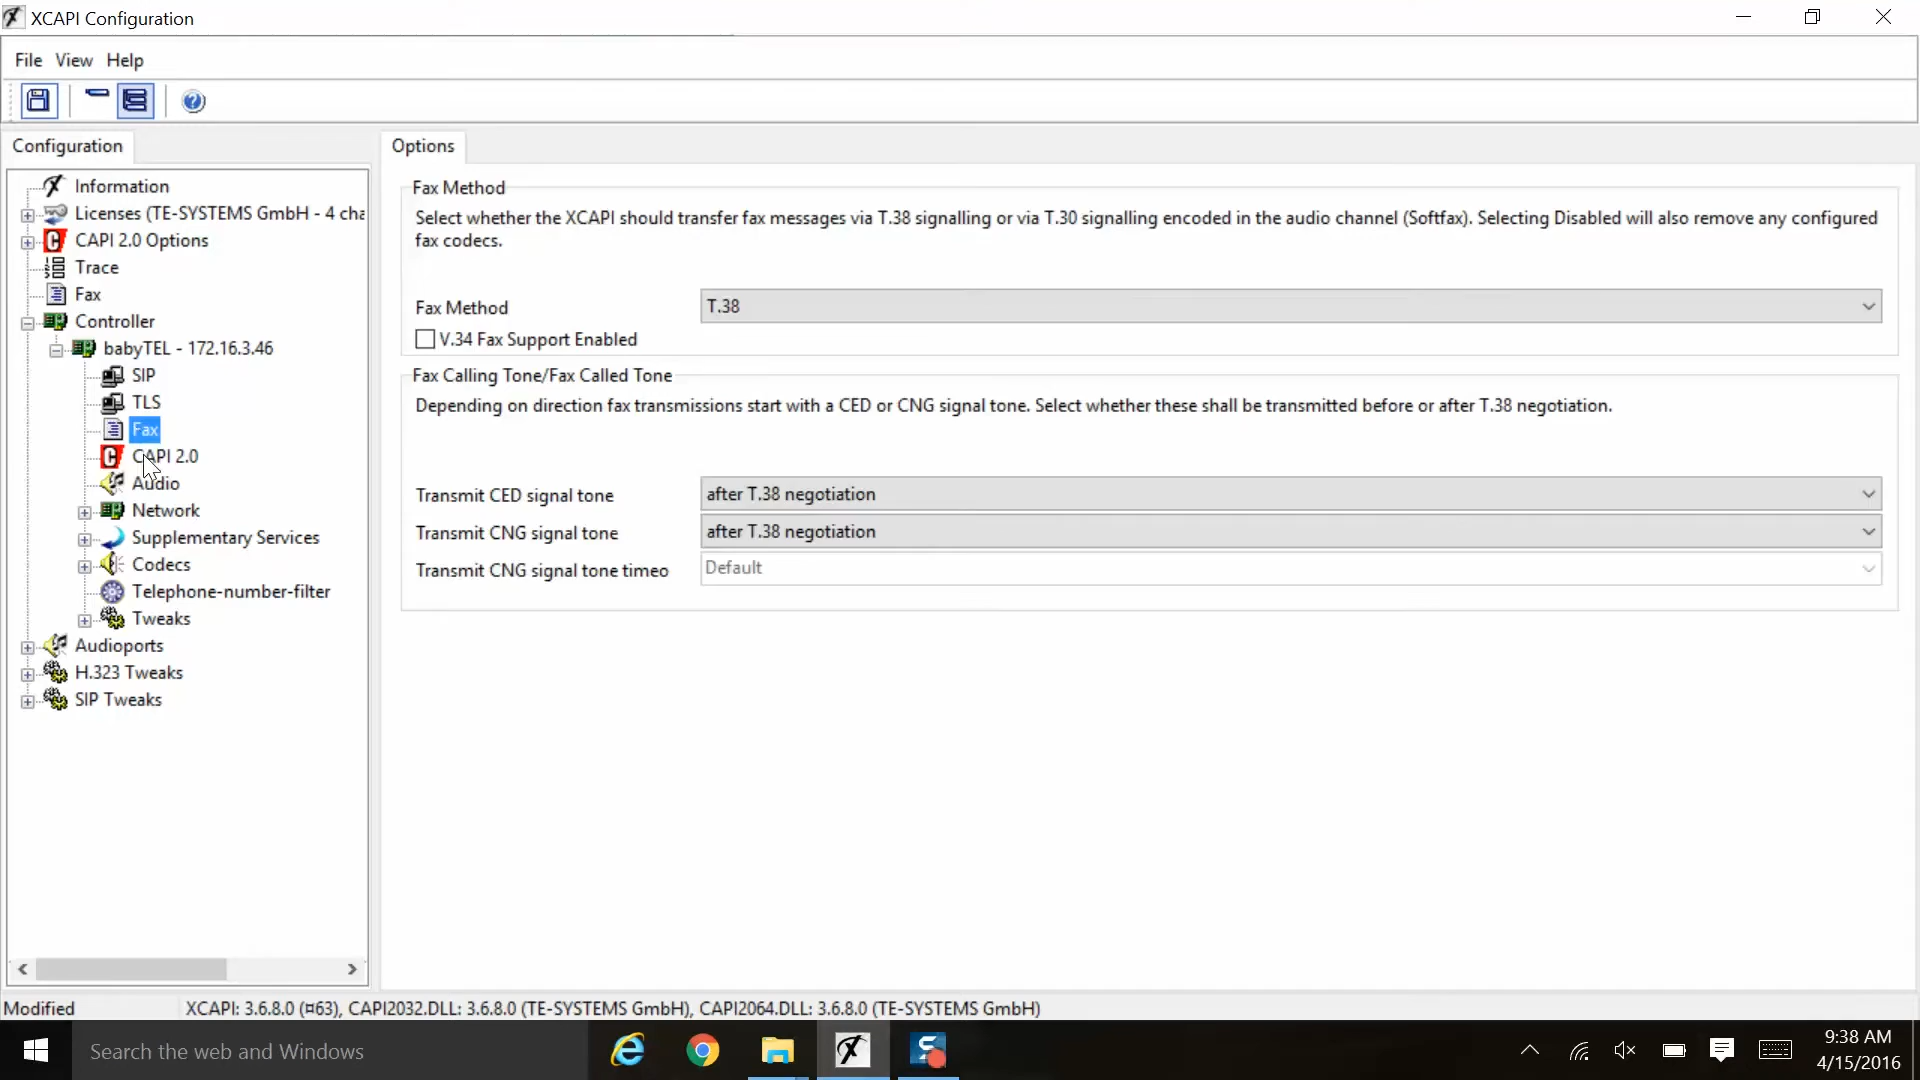 XCAPI Configuration
File View Help
Configuration
Options
Information
Licenses (TE-SYSTEMS GmbH - 4 cha
CAPI 2.0 Options
Trace
Fax
Controller
babyTEL - 172.16.3.46
SIP
TLS
Fax
CAPI 2.0
Audio
Network
Supplementary Services
Codecs
Telephone-number-filter
Tweaks
Audioports
H.323 Tweaks
SIP Tweaks
Fax Method
Select whether the XCAPI should transfer fax messages via T.38 signalling or via T.30 signalling encoded in the audio channel (Softfax). Selecting Disabled will also remove any configured
fax codecs.
Fax Method T.38
V.34 Fax Support Enabled
Fax Calling Tone/Fax Called Tone
Depending on direction fax transmissions start with a CED or CNG signal tone. Select whether these shall be transmitted before or after T.38 negotiation.
Transmit CED signal tone after T.38 negotiation
Transmit CNG signal tone after T.38 negotiation
Transmit CNG signal tone timeo Default
Modified XCAPI: 3.6.8.0 (¤63), CAPI2032.DLL: 3.6.8.0 (TE-SYSTEMS GmbH), CAPI2064.DLL: 3.6.8.0 (TE-SYSTEMS GmbH)
Search the web and Windows
9:38 AM
4/15/2016